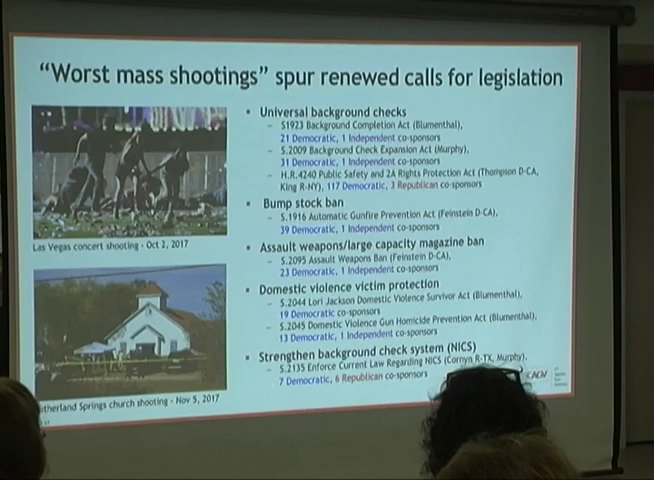 "Worst mass shootings" spur renewed calls for legislation
Las Vegas concert shooting - Oct 2, 2017
therland Springs church shooting - Nov 5, 2017
▪ Universal background checks
– S1923 Background Completion Act (Blumenthal),
21 Democratic, 1 Independent co-sponsors
– S.2009 Background Check Expansion Act (Murphy),
31 Democratic, 1 Independent co-sponsors
– H.R.4240 Public Safety and 2A Rights Protection Act (Thompson D-CA,
King R-NY), 117 Democratic, 3 Republican co-sponsors
▪ Bump stock ban
– S.1916 Automatic Gunfire Prevention Act (Feinstein D-CA),
39 Democratic, 1 Independent co-sponsors
▪ Assault weapons/large capacity magazine ban
– S.2095 Assault Weapons Ban (Feinstein D-CA),
23 Democratic, 1 Independent co-sponsors
▪ Domestic violence victim protection
– S.2044 Lori Jackson Domestic Violence Survivor Act (Blumenthal),
19 Democratic co-sponsors
– S.2045 Domestic Violence Gun Homicide Prevention Act (Blumenthal),
13 Democratic, 1 Independent co-sponsors
▪ Strengthen background check system (NICS)
– S.2135 Enforce Current Law Regarding NICS (Cornyn R-TX, Murphy),
7 Democratic, 6 Republican co-sponsors
CAGV